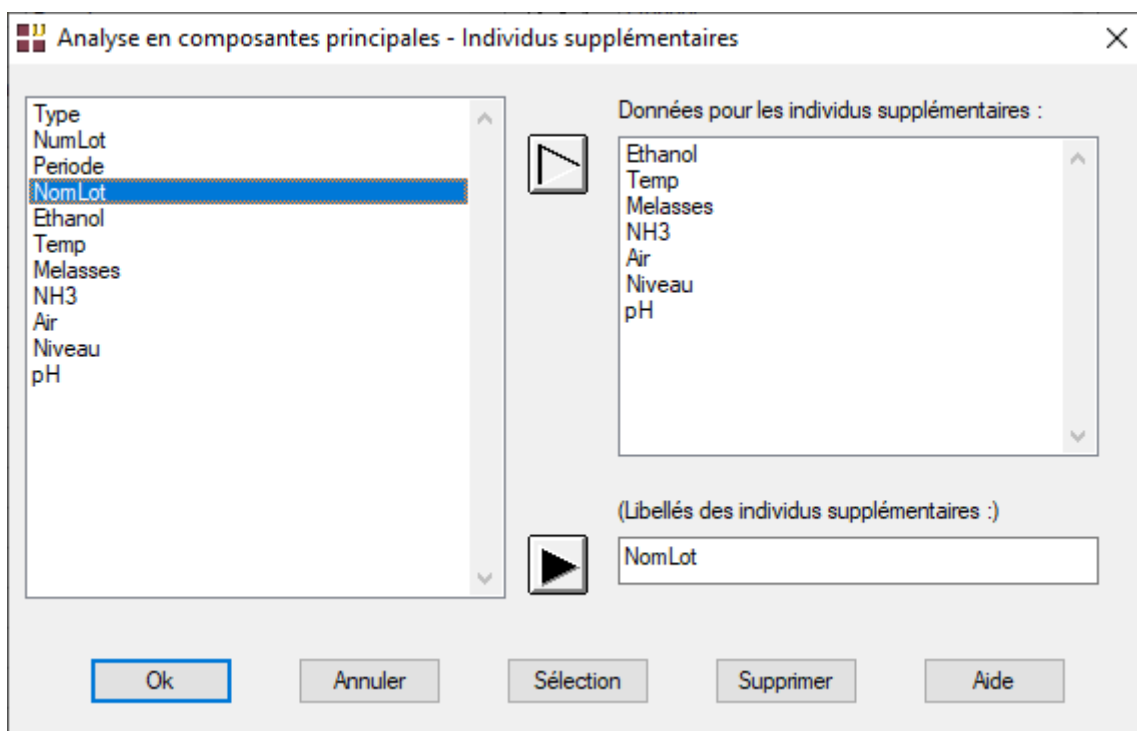 Analyse en composantes principales - Individus supplémentaires
Type
NumLot
Periode
NomLot
Ethanol
Temp
Melasses
NH3
Air
Niveau
pH
Données pour les individus supplémentaires :
Ethanol
Temp
Melasses
NH3
Air
Niveau
pH
(Libellés des individus supplémentaires :)
NomLot
Ok
Annuler
Sélection
Supprimer
Aide